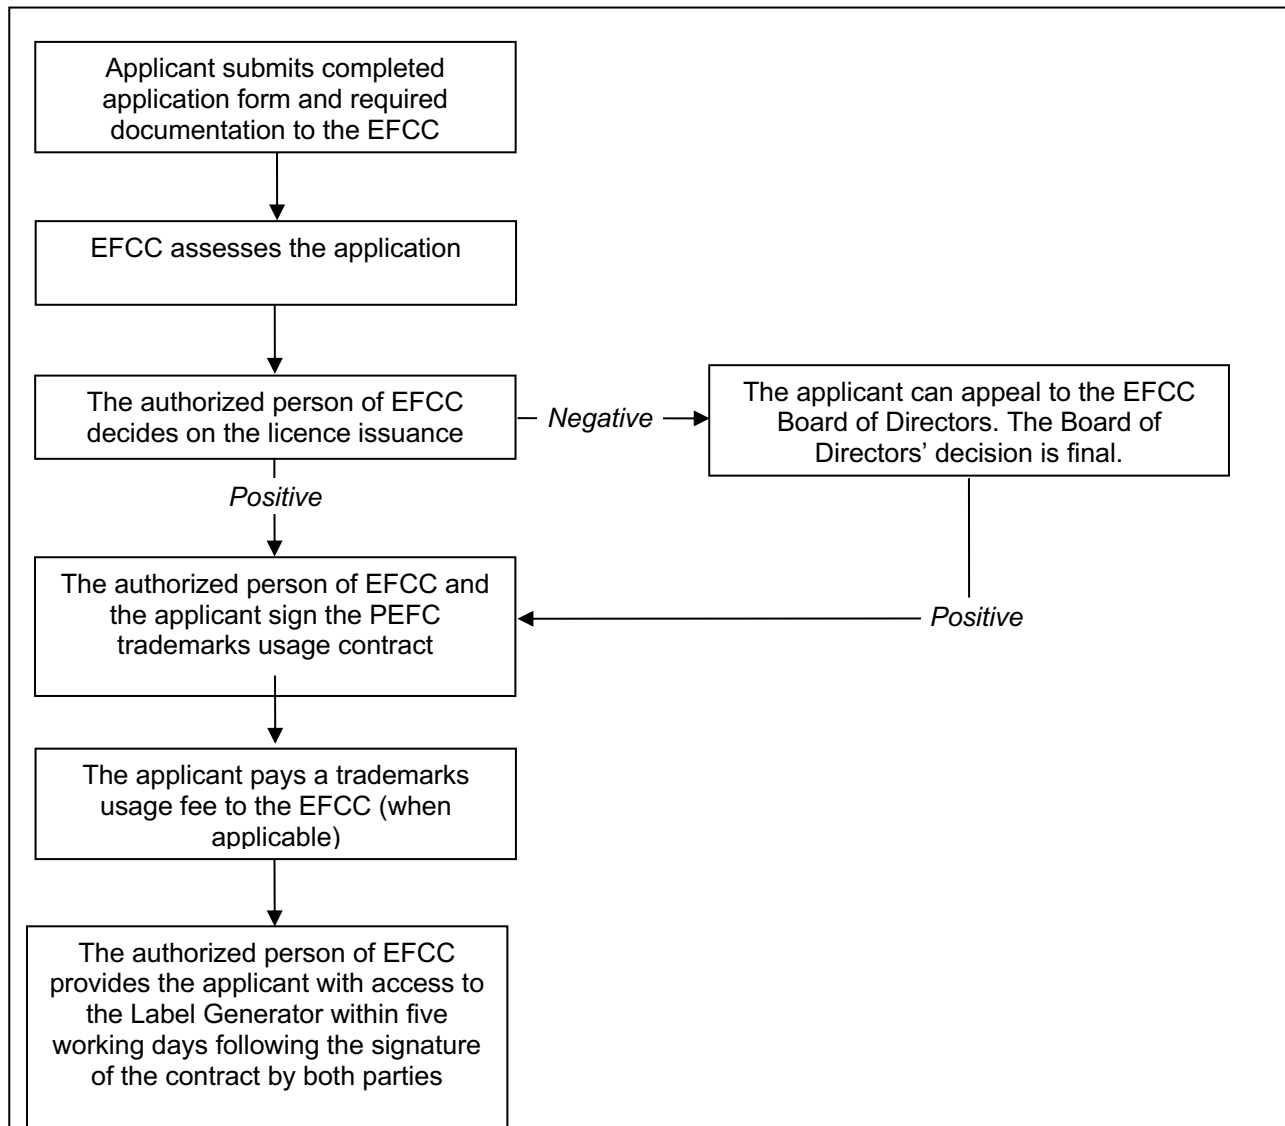 Applicant submits completed
application form and required
documentation to the EFCC
EFCC assesses the application
The authorized person of EFCC
decides on the licence issuance
Negative
The applicant can appeal to the EFCC
Board of Directors. The Board of
Directors’ decision is final.
Positive
The authorized person of EFCC and
the applicant sign the PEFC
trademarks usage contract
Positive
The applicant pays a trademarks
usage fee to the EFCC (when
applicable)
The authorized person of EFCC
provides the applicant with access to
the Label Generator within five
working days following the signature
of the contract by both parties